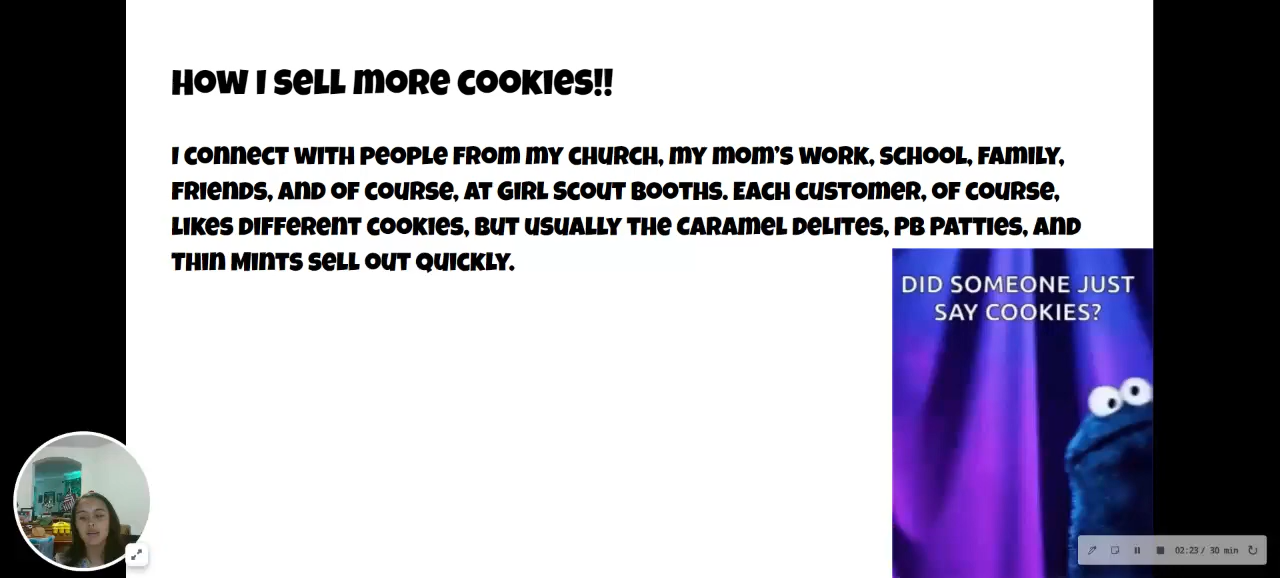 How I sell more cookies!!
I connect with people from my church, my mom's work, school, family,
friends, and of course, at Girl Scout booths. Each customer, of course,
likes different cookies, but usually the Caramel Delites, PB Patties, and
Thin Mints sell out quickly.
DID SOMEONE JUST
SAY COOKIES?
02:23 / 30 min